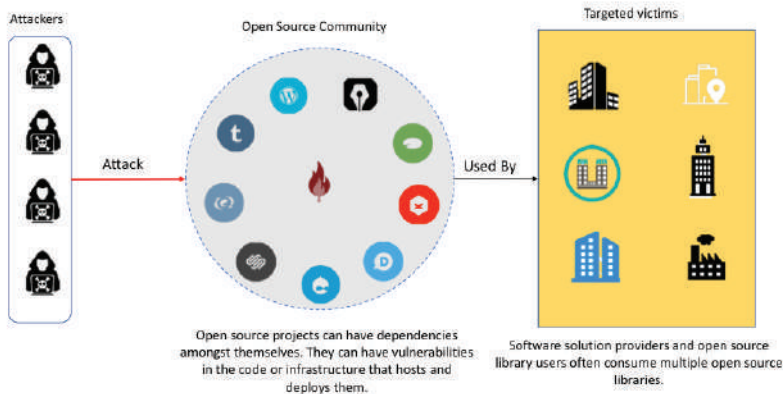 Attackers
Open Source Community
Targeted victims
Attack
Used By
Open source projects can have dependencies
amongst themselves. They can have vulnerabilities
in the code or infrastructure that hosts and
deploys them.
Software solution providers and open source
library users often consume multiple open source
libraries.